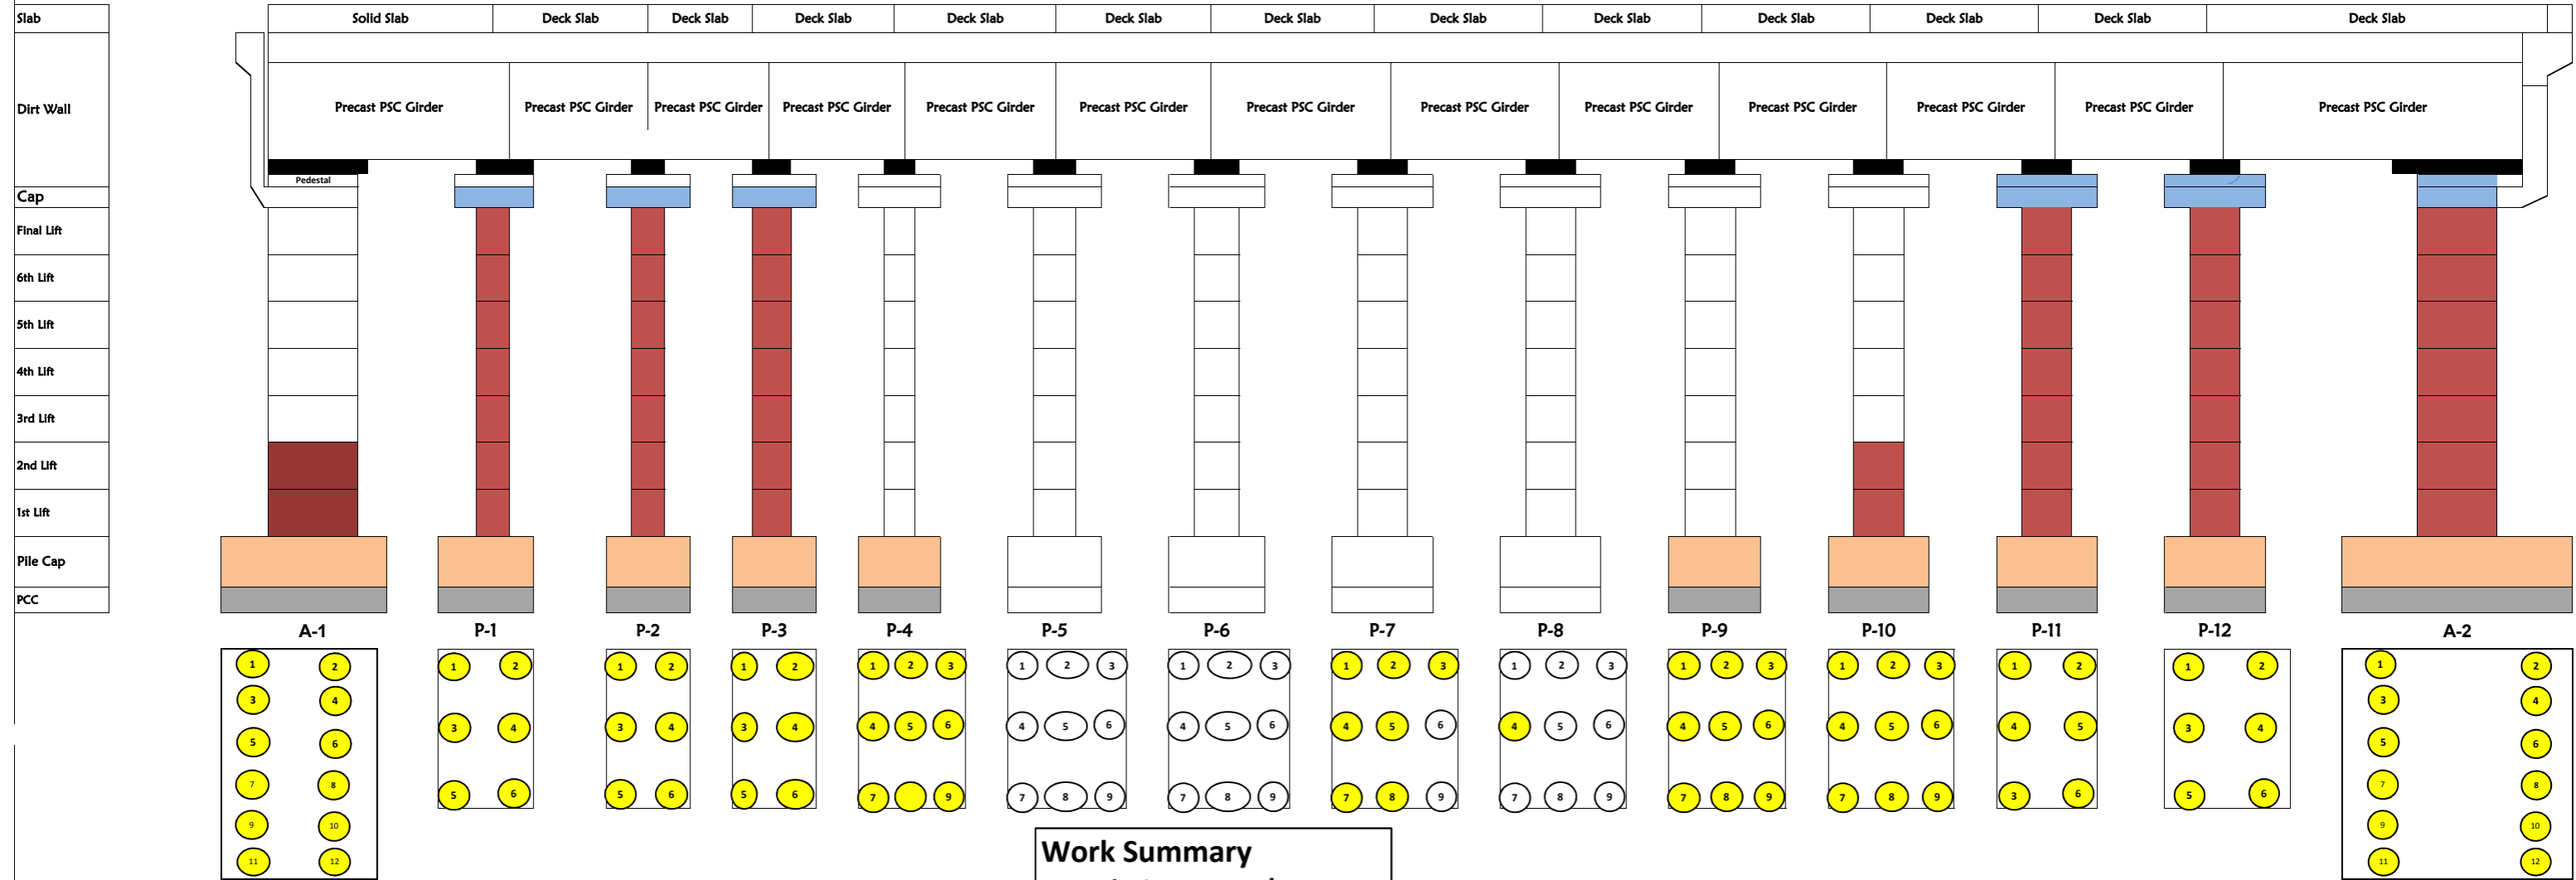 Slab Solid Slab Deck Slab Deck Slab Deck Slab Deck Slab Deck Slab Deck Slab Deck Slab Deck Slab Deck Slab Deck Slab Deck Slab Deck Slab
Dirt Wall Precast PSC Girder Precast PSC Girder Precast PSC Girder Precast PSC Girder Precast PSC Girder Precast PSC Girder Precast PSC Girder Precast PSC Girder Precast PSC Girder Precast PSC Girder Precast PSC Girder Precast PSC Girder Precast PSC Girder
Pedestal
Cap
Final Lift
6th Lift
5th Lift
4th Lift
3rd Lift
2nd Lift
1st Lift
Pile Cap
PCC
A-1 P-1 P-2 P-3 P-4 P-5 P-6 P-7 P-8 P-9 P-10 P-11 P-12 A-2
1 2 1 2 1 2 1 2 1 2 3 1 2 3 1 2 3 1 2 3 1 2 3 1 2 3 1 2 3 1 2 1 2 1 2
3 4 3 4
3 4 3 4 3 4 4 5 6 4 5 6 4 5 6 4 5 6 4 5 6 4 5 6 4 5 6 4 5 3 4
5 6 5 6
7 8 7 8
5 6 5 6 5 6 7 9 7 8 9 7 8 9 7 8 9 7 8 9 7 8 9 7 8 9 3 6 5 6
9 10 9 10
11 12 11 12
Work Summary